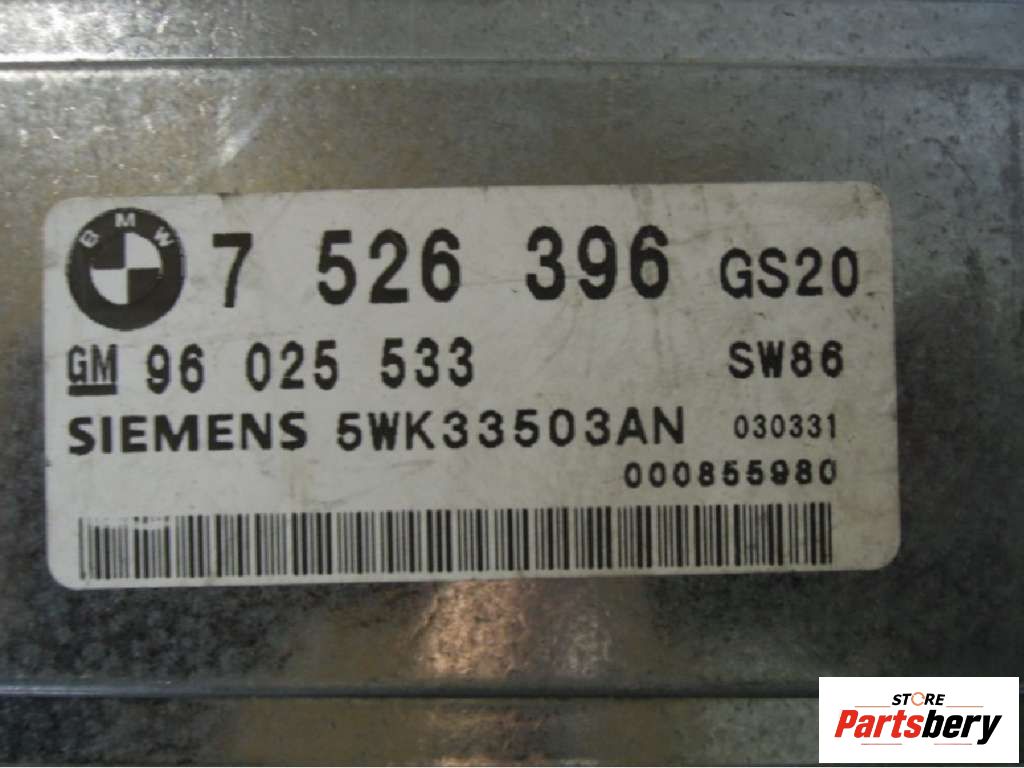 BMW 7 526 396 GS20
GM 96 025 533 SW86
SIEMENS 5WK33503AN 030331
000855980
STORE
Partsbery